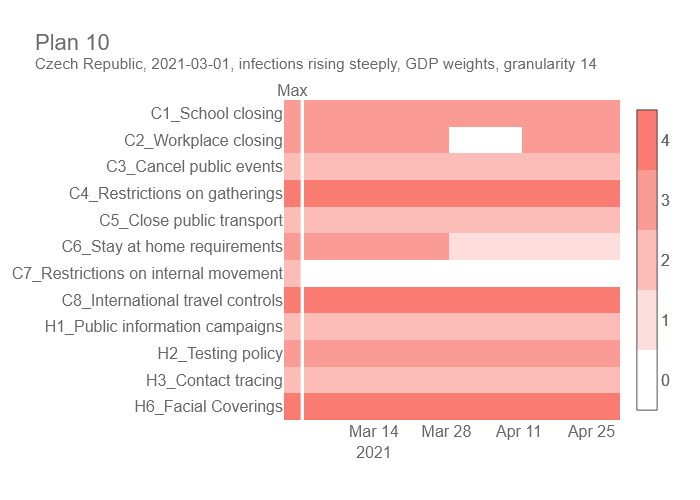 Plan 10
Czech Republic, 2021-03-01, infections rising steeply, GDP weights, granularity 14
Max
C1_School closing
C2_Workplace closing
C3_Cancel public events
C4_Restrictions on gatherings
C5_Close public transport
C6_Stay at home requirements
C7_Restrictions on internal movement
C8_International travel controls
H1_Public information campaigns
H2_Testing policy
H3_Contact tracing
H6_Facial Coverings
Mar 14 Mar 28 Apr 11 Apr 25
2021
4
3
2
1
0